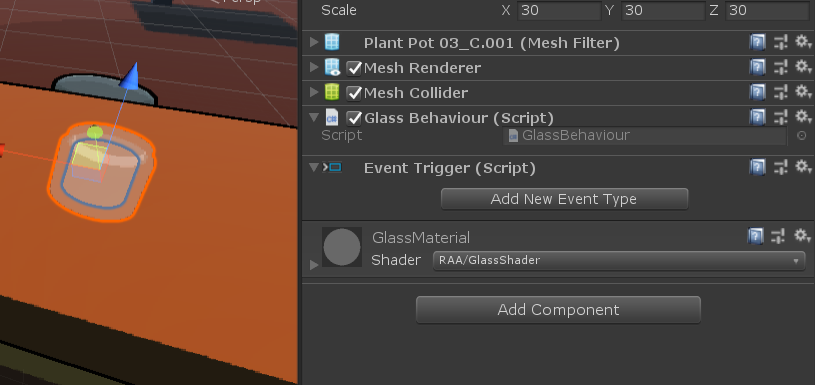 Persp
Scale X 30 Y 30 Z 30
Plant Pot 03_C.001 (Mesh Filter)
Mesh Renderer
Mesh Collider
Glass Behaviour (Script)
Script GlassBehaviour
Event Trigger (Script)
Add New Event Type
GlassMaterial
Shader RAA/GlassShader
Add Component